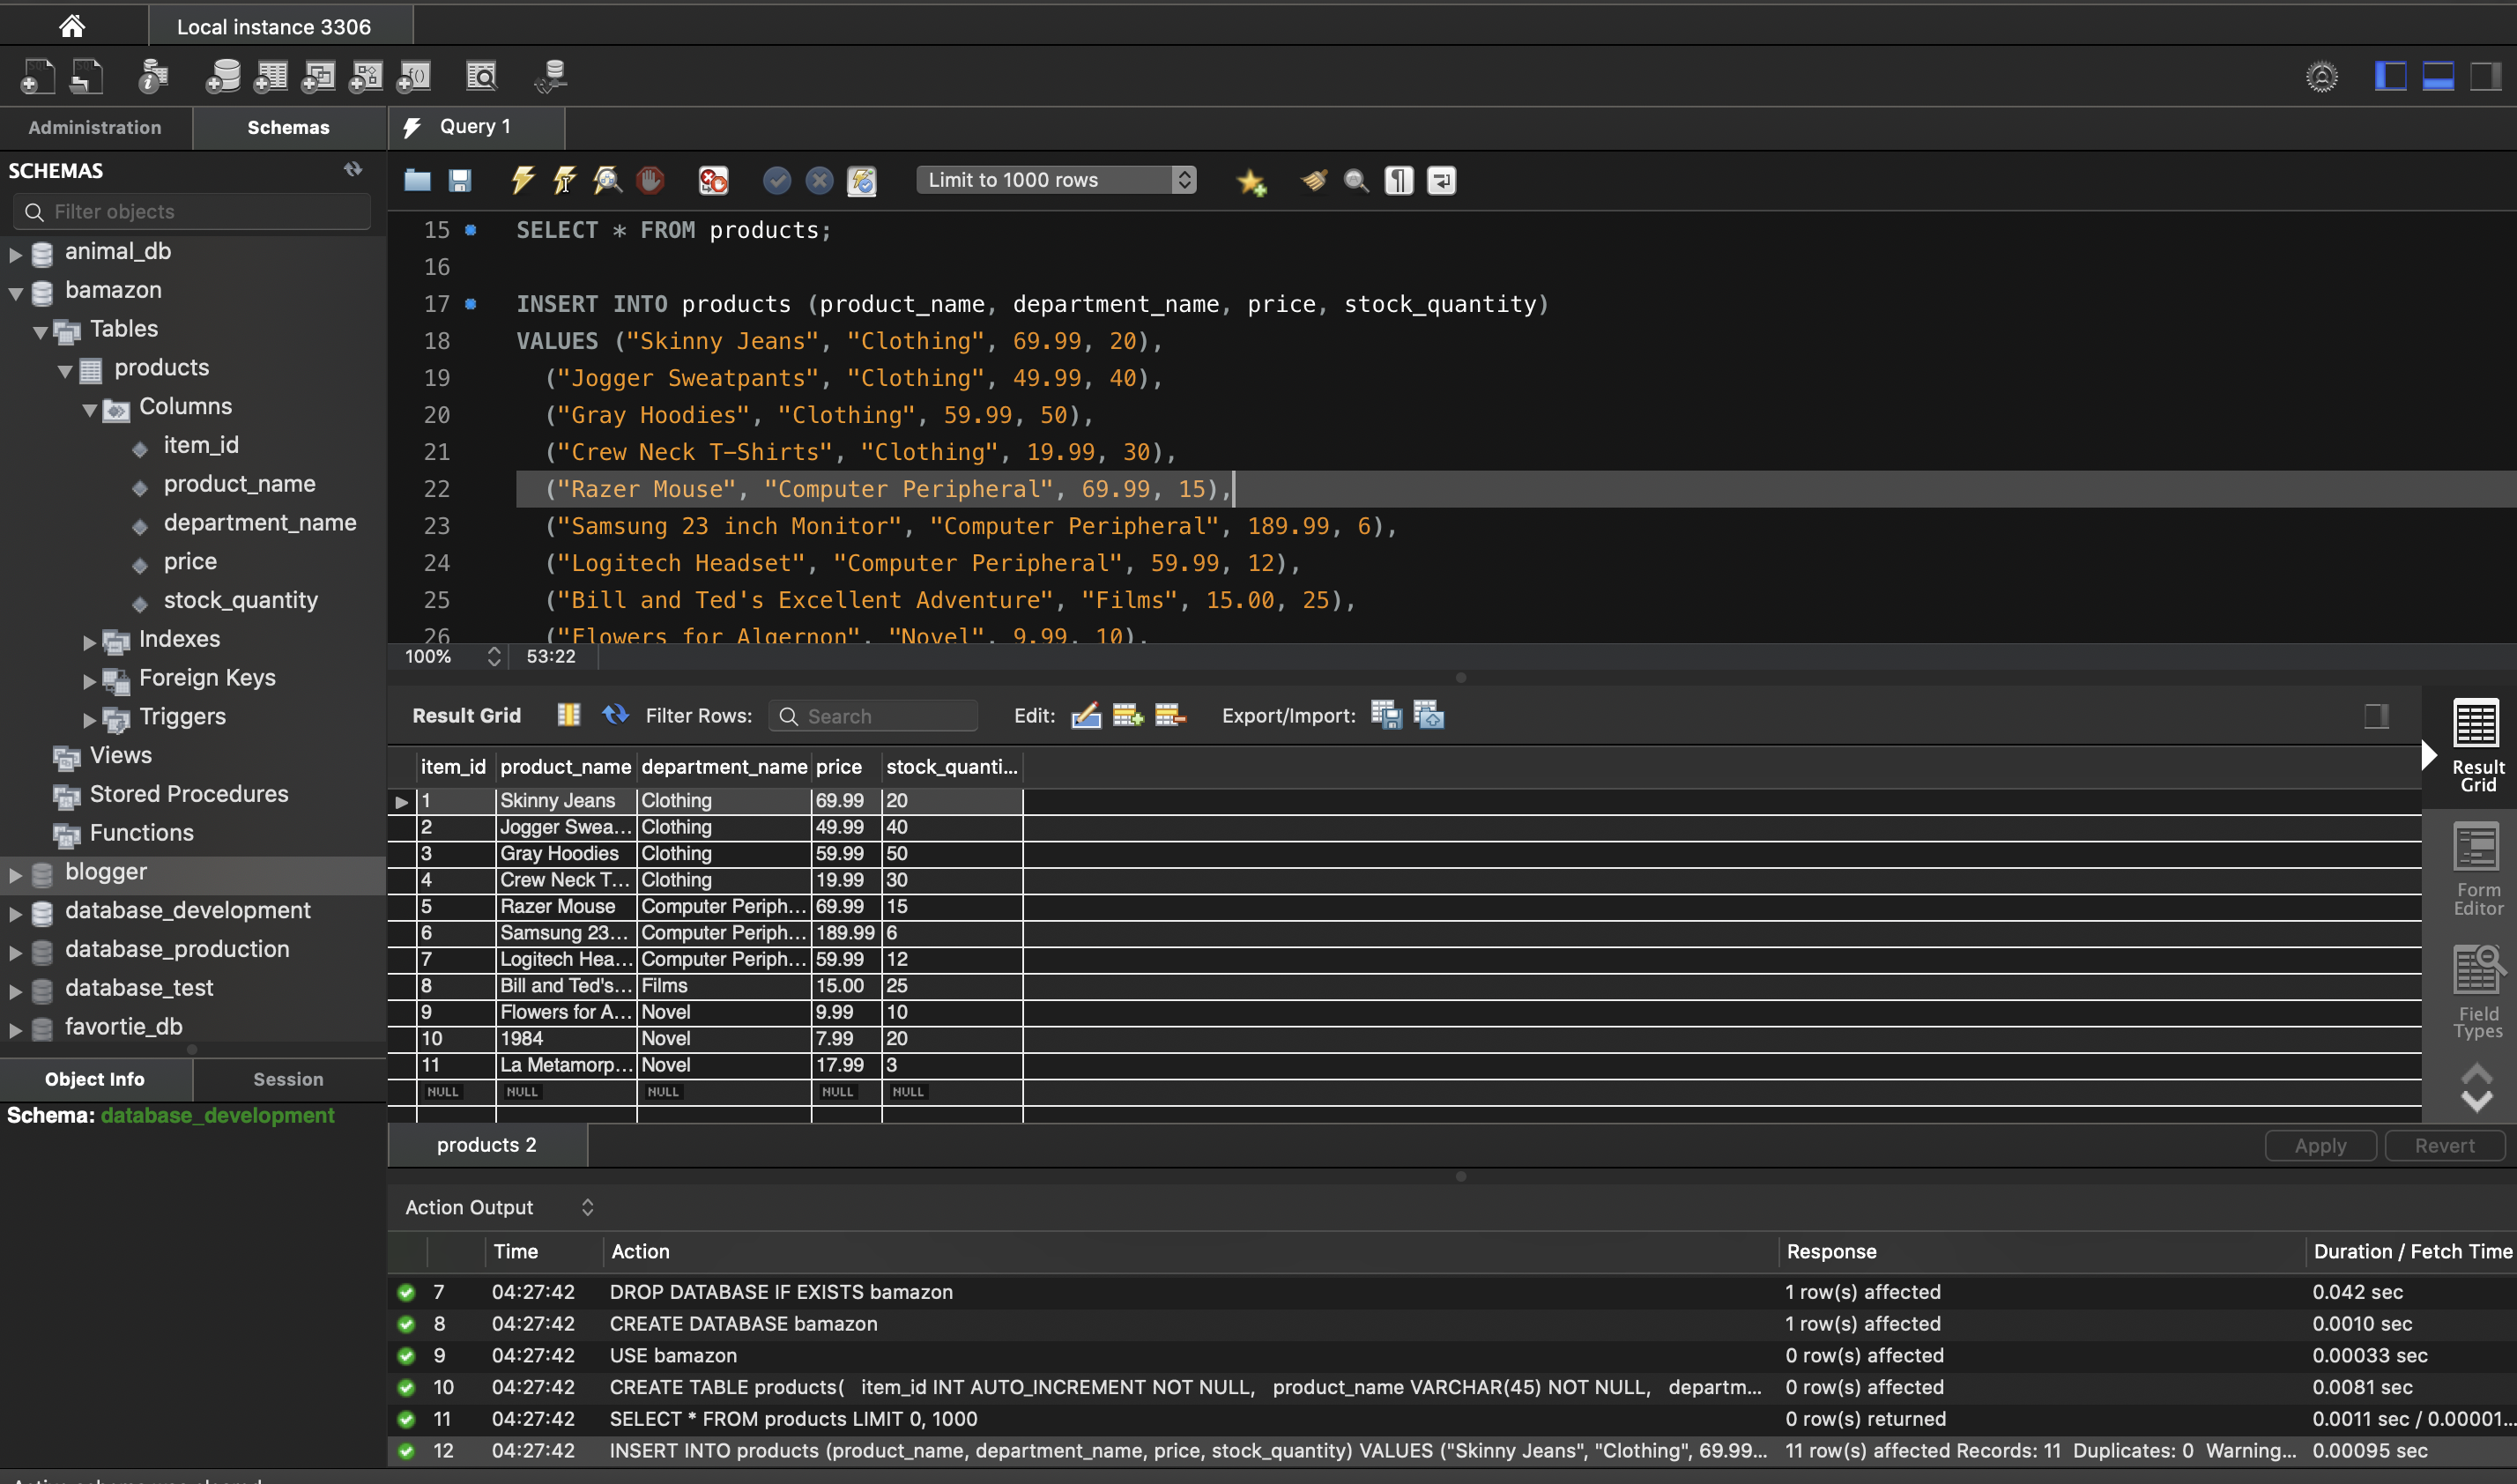 Local instance 3306
Administration Schemas
Query 1
SCHEMAS
Filter objects
Limit to 1000 rows
animal_db
bamazon
Tables
products
Columns
item_id
product_name
department_name
price
stock_quantity
Indexes
Foreign Keys
Triggers
Views
Stored Procedures
Functions
blogger
database_development
database_production
database_test
favortie_db
Object Info Session
Schema: database_development
15 SELECT * FROM products;
16
17 INSERT INTO products (product_name, department_name, price, stock_quantity)
18 VALUES ("Skinny Jeans", "Clothing", 69.99, 20),
19 ("Jogger Sweatpants", "Clothing", 49.99, 40),
20 ("Gray Hoodies", "Clothing", 59.99, 50),
21 ("Crew Neck T-Shirts", "Clothing", 19.99, 30),
22 ("Razer Mouse", "Computer Peripheral", 69.99, 15),
23 ("Samsung 23 inch Monitor", "Computer Peripheral", 189.99, 6),
24 ("Logitech Headset", "Computer Peripheral", 59.99, 12),
25 ("Bill and Ted's Excellent Adventure", "Films", 15.00, 25),
26 ("Flowers for Algernon", "Novel", 9.99, 10),
100% 53:22
Result Grid Filter Rows: Search Edit: Export/Import:
item_id product_name department_name price stock_quanti...
1 Skinny Jeans Clothing 69.99 20
2 Jogger Swea... Clothing 49.99 40
3 Gray Hoodies Clothing 59.99 50
4 Crew Neck T... Clothing 19.99 30
5 Razer Mouse Computer Periph... 69.99 15
6 Samsung 23... Computer Periph... 189.99 6
7 Logitech Hea... Computer Periph... 59.99 12
8 Bill and Ted's... Films 15.00 25
9 Flowers for A... Novel 9.99 10
10 1984 Novel 7.99 20
11 La Metamorp... Novel 17.99 3
NULL NULL NULL NULL NULL
Result
Grid
Form
Editor
Field
Types
products 2 Apply Revert
Action Output
Time Action Response Duration / Fetch Time
7 04:27:42 DROP DATABASE IF EXISTS bamazon 1 row(s) affected 0.042 sec
8 04:27:42 CREATE DATABASE bamazon 1 row(s) affected 0.0010 sec
9 04:27:42 USE bamazon 0 row(s) affected 0.00033 sec
10 04:27:42 CREATE TABLE products( item_id INT AUTO_INCREMENT NOT NULL, product_name VARCHAR(45) NOT NULL, departm... 0 row(s) affected 0.0081 sec
11 04:27:42 SELECT * FROM products LIMIT 0, 1000 0 row(s) returned 0.0011 sec / 0.00001...
12 04:27:42 INSERT INTO products (product_name, department_name, price, stock_quantity) VALUES ("Skinny Jeans", "Clothing", 69.99... 11 row(s) affected Records: 11 Duplicates: 0 Warning... 0.00095 sec